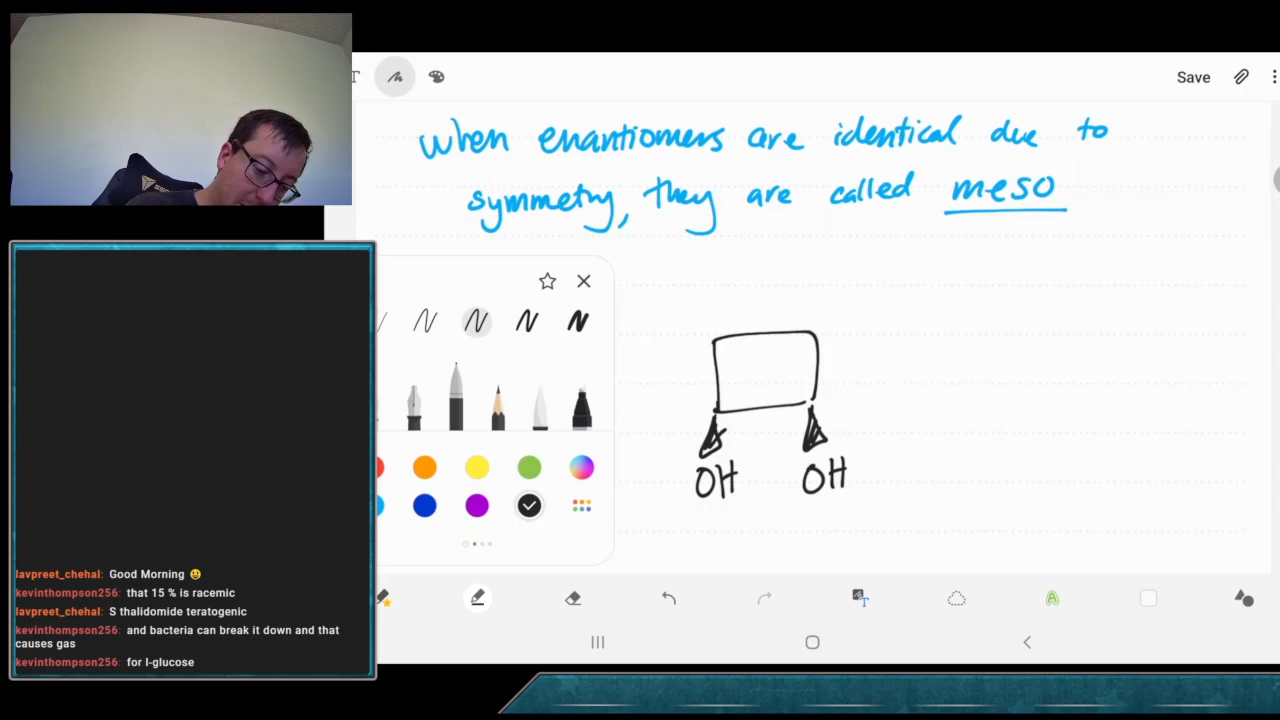 T
Save
when enantiomers are identical due to
symmetry, they are called meso
OH OH
lavpreet_chehal: Good Morning 😃
kevinthompson256: that 15 % is racemic
lavpreet_chehal: S thalidomide teratogenic
kevinthompson256: and bacteria can break it down and that
causes gas
kevinthompson256: for l-glucose
T
A